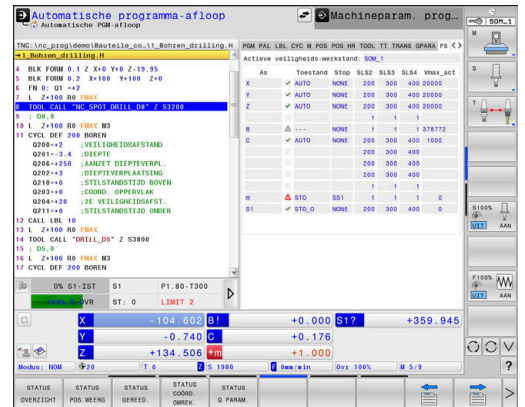 Automatische programma-afloop
Automatische PGM-afloop
Machineparam. prog…
SOM_1
TNC:\nc_prog\demo\Bauteile_co…\1_Bohren_drilling.H
→1_Bohren_drilling.H
4 BLK FORM 0.1 Z X+0 Y+0 Z-19.95
5 BLK FORM 0.2 X+100 Y+100 Z+0
6 FN 0: Q1 =+2
7 L Z+100 R0 FMAX
8 TOOL CALL "NC_SPOT_DRILL_D8" Z S3200
9 ; D8,0
10 L Z+100 R0 FMAX M3
11 CYCL DEF 200 BOREN
Q200=+2 ;VEILIGHEIDSAFSTAND
Q201=-3.4 ;DIEPTE
Q206=+250 ;AANZET DIEPTEVERPL.
Q202=+3 ;DIEPTEVERPLAATSING
Q210=+0 ;STILSTANDSTIJD BOVEN
Q203=+0 ;COORD. OPPERVLAK
Q204=+20 ;2E VEILIGHEIDSAFST.
Q211=+0 ;STILSTANDSTIJD ONDER
12 CALL LBL 10
13 L Z+100 R0 FMAX
14 TOOL CALL "DRILL_D5" Z S3800
15 ; D5,0
16 L Z+100 R0 FMAX M3
17 CYCL DEF 200 BOREN
PGM PAL LBL CYC M POS POS HR TOOL TT TRANS QPARA FS
Actieve veiligheids-werkstand: SOM_1
As Toestand Stop SLS2 SLS3 SLS4 Vmax_act
X AUTO NONE 200 300 400 20000
Y AUTO NONE 200 300 400 20000
Z AUTO NONE 200 300 400 20000
1 1 1
B --- NONE 1 1 1 378772
C AUTO NONE 200 300 400 1000
200 300 400
200 300 400
200 300 400
1 1 1
m STO SS1 1 1 1 0
S1 STO_O NONE 200 300 400 0
0% S1-IST S1 P1.80-T300
100% S-OVR ST: 0 LIMIT 2
X -104.602 B! +0.000 S1? +359.945
Y -0.740 C +0.176
Z +134.506 +m +1.000
Modus: NOM 20 T 0 Z S 1980 F 0mm/min Ovr 100% M 5/9
M
S
T
S100%
UIT AAN
F100%
UIT AAN
?
STATUS OVERZICHT
STATUS POS.WEERG
STATUS GEREED.
STATUS COÖRD. OMREK.
STATUS Q PARAM.